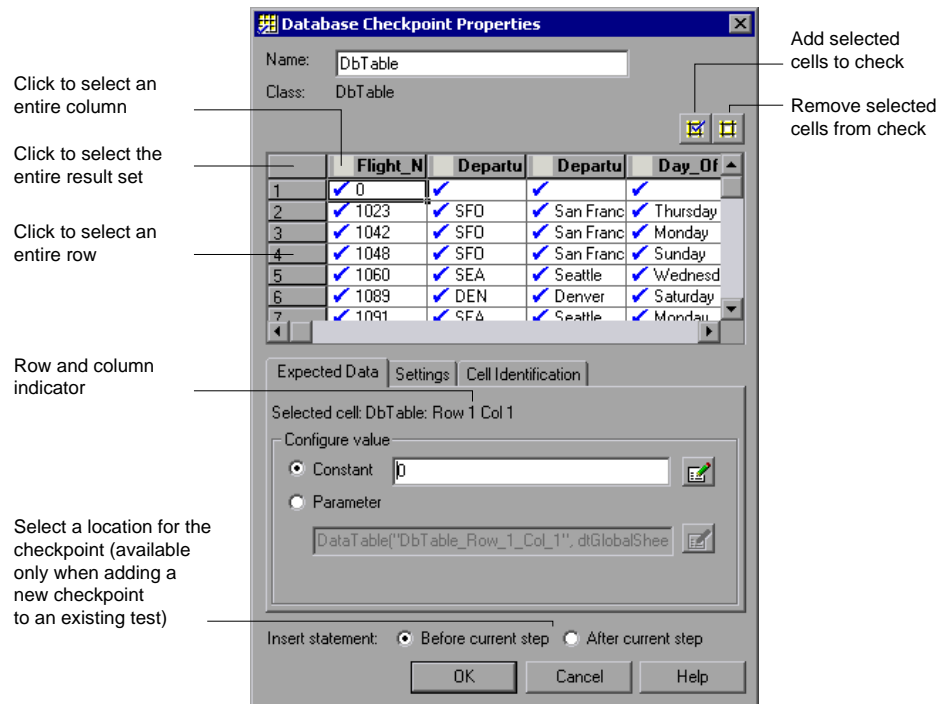 Database Checkpoint Properties
Name: DbTable
Class: DbTable
Add selected
cells to check
Remove selected
cells from check
Click to select an
entire column
Click to select the
entire result set
Click to select an
entire row
Flight_N Departu Departu Day_Of
1 0
2 1023 SFO San Franc Thursday
3 1042 SFO San Franc Monday
4 1048 SFO San Franc Sunday
5 1060 SEA Seattle Wednesd
6 1089 DEN Denver Saturday
7 1091 SEA Seattle Monday
Row and column
indicator
Expected Data Settings Cell Identification
Selected cell: DbTable: Row 1 Col 1
Configure value
Constant 0
Parameter
DataTable("DbTable_Row_1_Col_1", dtGlobalShee
Select a location for the
checkpoint (available
only when adding a
new checkpoint
to an existing test)
Insert statement: Before current step After current step
OK Cancel Help